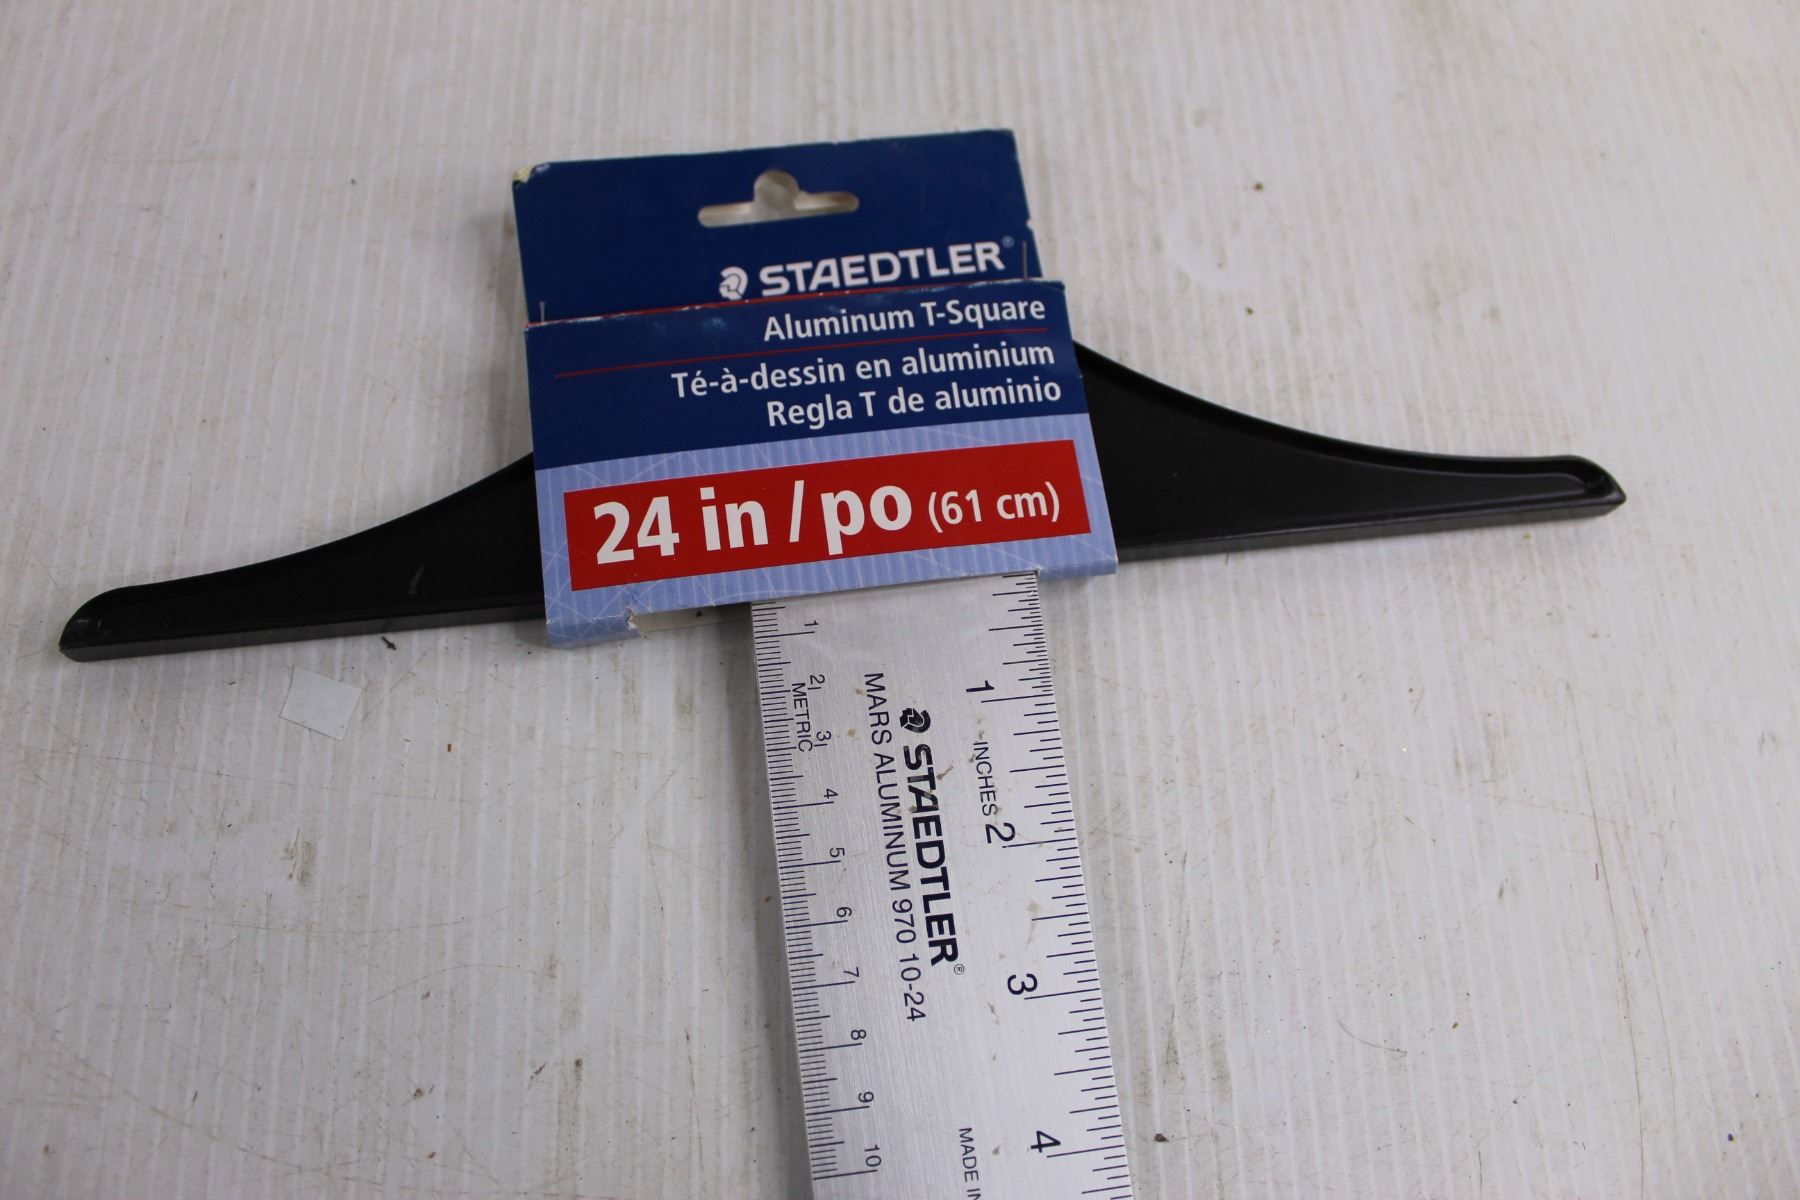 STAEDTLER®
Aluminum T-Square
Té-à-dessin en aluminium
Regla T de aluminio
24 in / po (61 cm)
1 INCHES 2 3 4
STAEDTLER®
MARS ALUMINUM 970 10-24
MADE IN
1 2 3 4 5 6 7 8 9 10
METRIC